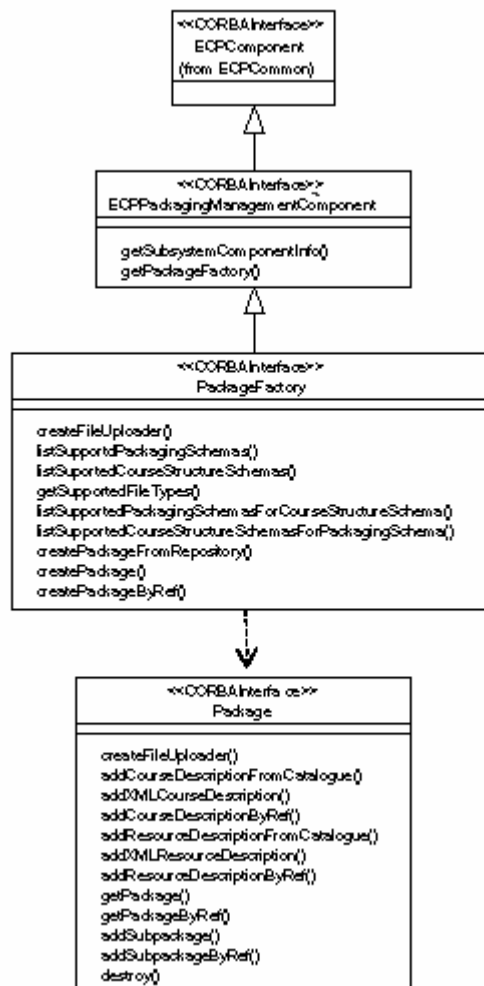 <<CORBAInterface>>
ECPComponent
(from ECPCommon)
<<CORBAInterface>>
ECPPackagingManagementComponent
getSubsystemComponentInfo()
getPackageFactory()
<<CORBAInterface>>
PackageFactory
createFileUploader()
listSupportdPackagingSchemas()
listSuportedCourseStructureSchemas()
getSupportedFileTypes()
listSupportedPackagingSchemasForCourseStructureSchema()
listSupportedCourseStructureSchemasForPackagingSchema()
createPackageFromRepository()
createPackage()
createPackageByRef()
<<CORBAInterface>>
Package
createFileUploader()
addCourseDescriptionFromCatalogue()
addXMLCourseDescription()
addCourseDescriptionByRef()
addResourceDescriptionFromCatalogue()
addXMLResourceDescription()
addResourceDescriptionByRef()
getPackage()
getPackageByRef()
addSubpackage()
addSubpackageByRef()
destroy()